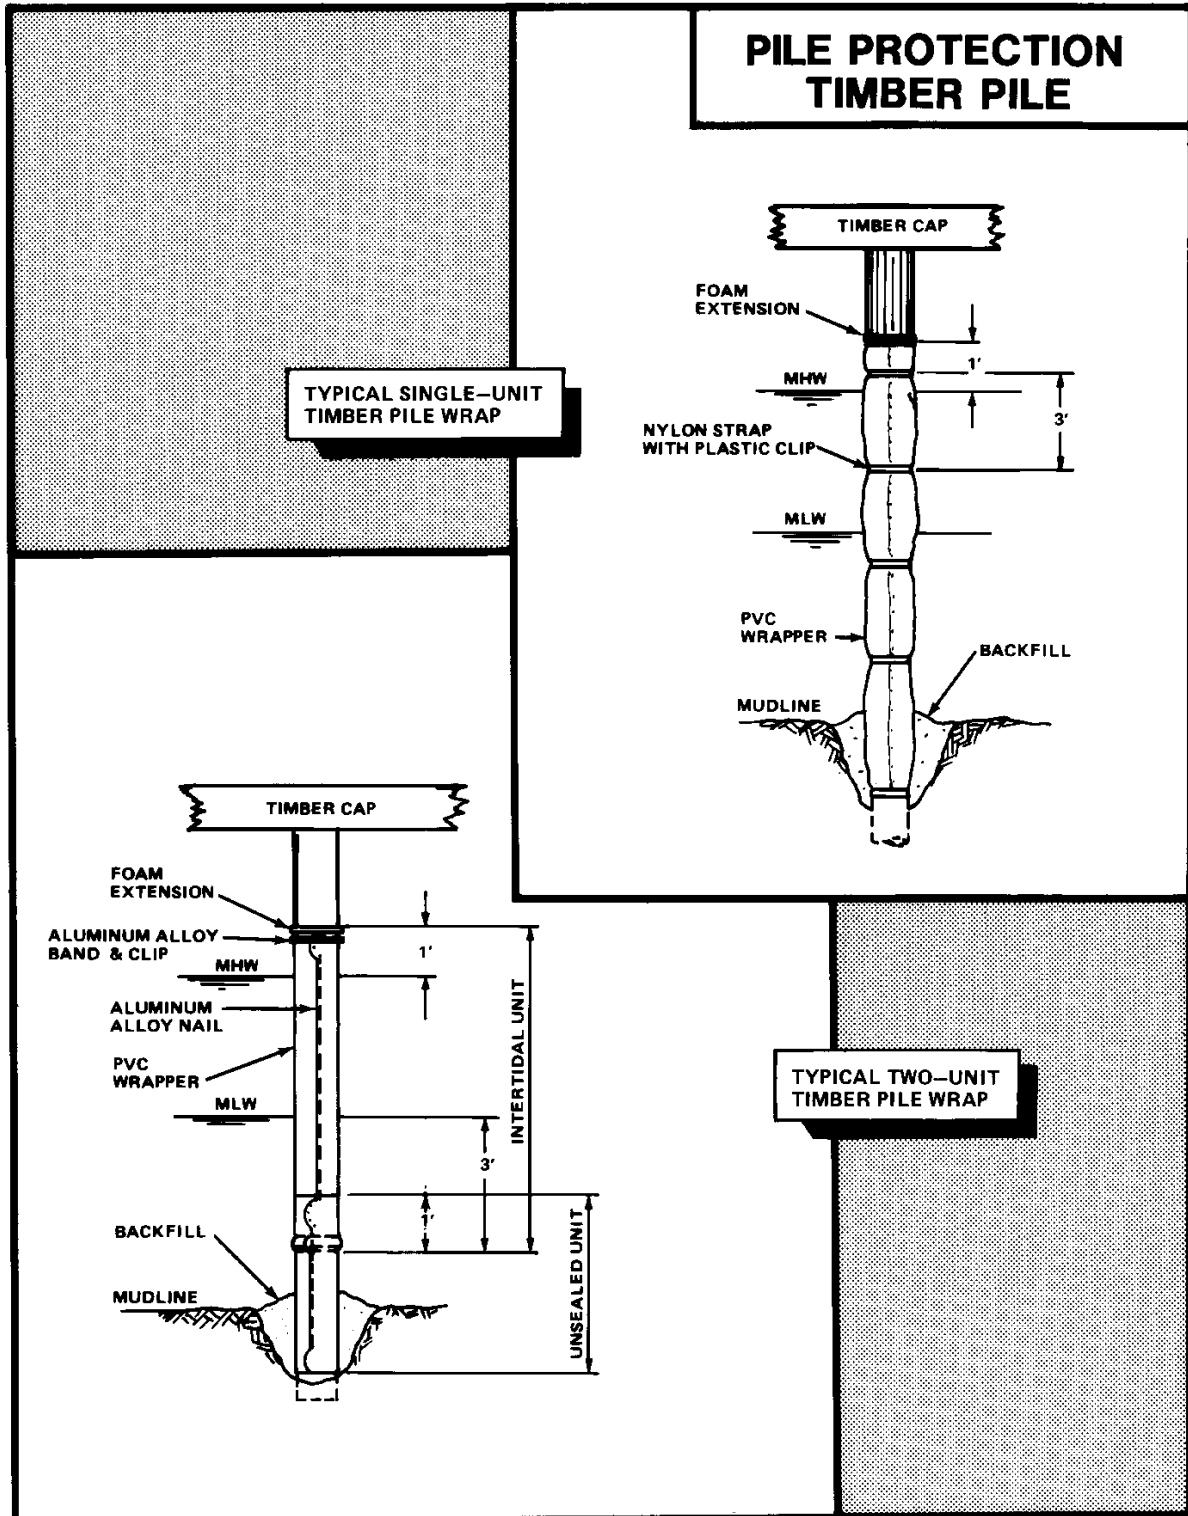 PILE PROTECTION
TIMBER PILE
TIMBER CAP
FOAM
EXTENSION
1'
MHW
3'
NYLON STRAP
WITH PLASTIC CLIP
MLW
PVC
WRAPPER
BACKFILL
MUDLINE
TYPICAL SINGLE–UNIT
TIMBER PILE WRAP
TIMBER CAP
FOAM
EXTENSION
ALUMINUM ALLOY
BAND & CLIP
1'
MHW
ALUMINUM
ALLOY NAIL
PVC
WRAPPER
INTERTIDAL UNIT
MLW
3'
1'
BACKFILL
UNSEALED UNIT
MUDLINE
TYPICAL TWO–UNIT
TIMBER PILE WRAP